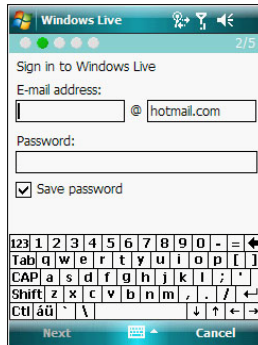 Windows Live
2/5
Sign in to Windows Live
E-mail address:
@ hotmail.com
Password:
Save password
123 1 2 3 4 5 6 7 8 9 0 - =
Tab q w e r t y u i o p [ ]
CAP a s d f g h j k l ; '
Shift z x c v b n m , . /
Ctl áü ` \
Next Cancel